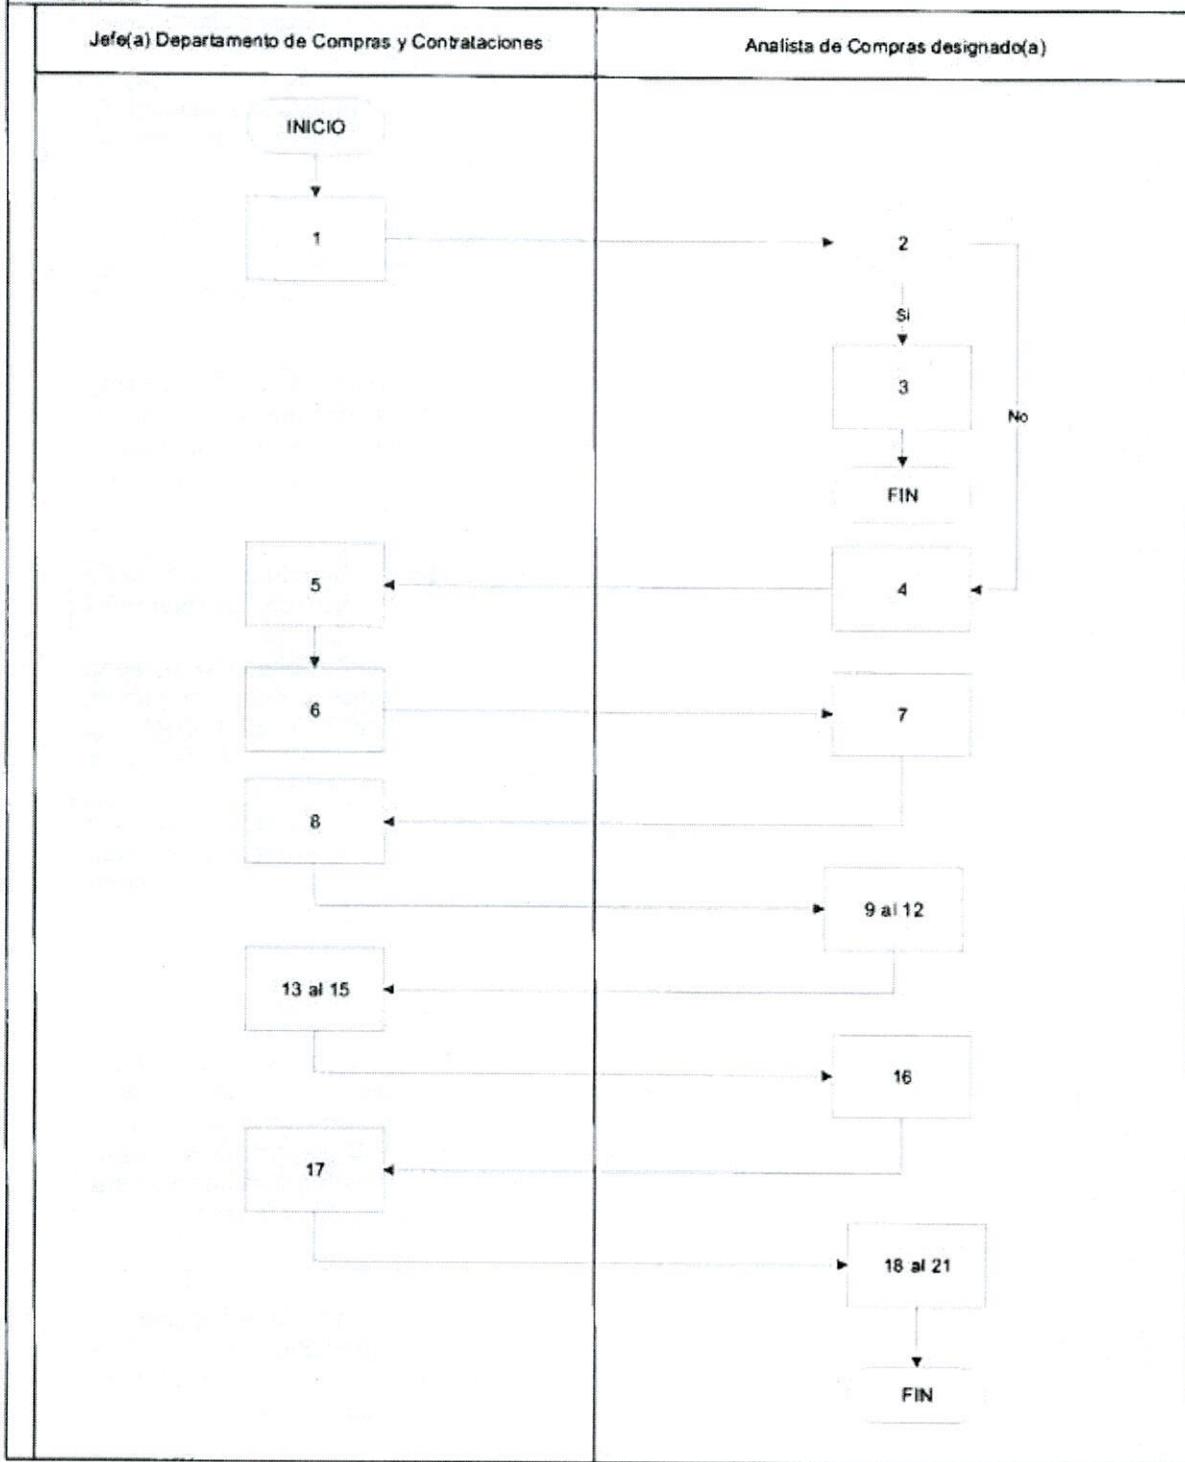 Jefe(a) Departamento de Compras y Contrataciones
Analista de Compras designado(a)
INICIO
1
2
Si
3
No
FIN
5
4
6
7
8
9 al 12
13 al 15
16
17
18 al 21
FIN